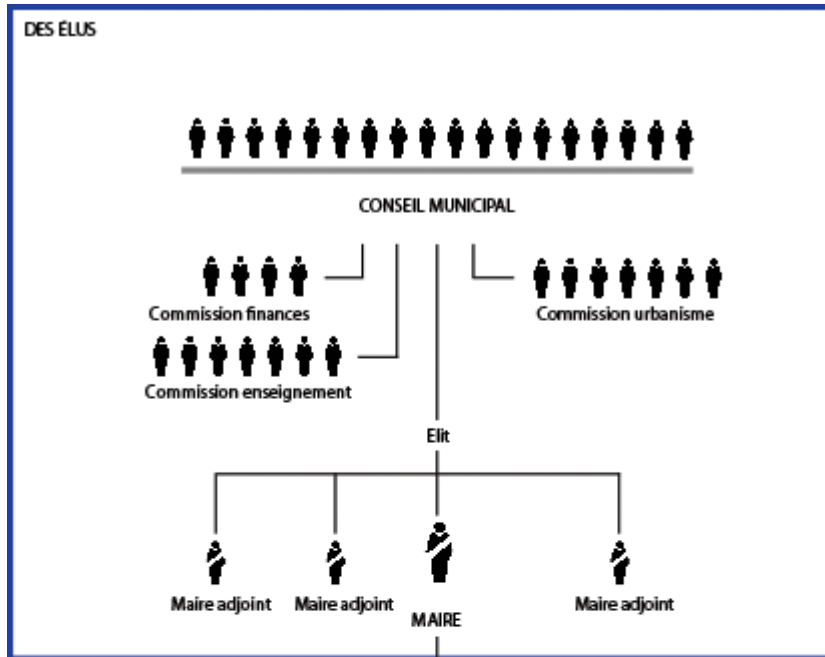 DES ÉLUS
CONSEIL MUNICIPAL
Commission finances
Commission urbanisme
Commission enseignement
Elit
Maire adjoint
Maire adjoint
Maire adjoint
MAIRE